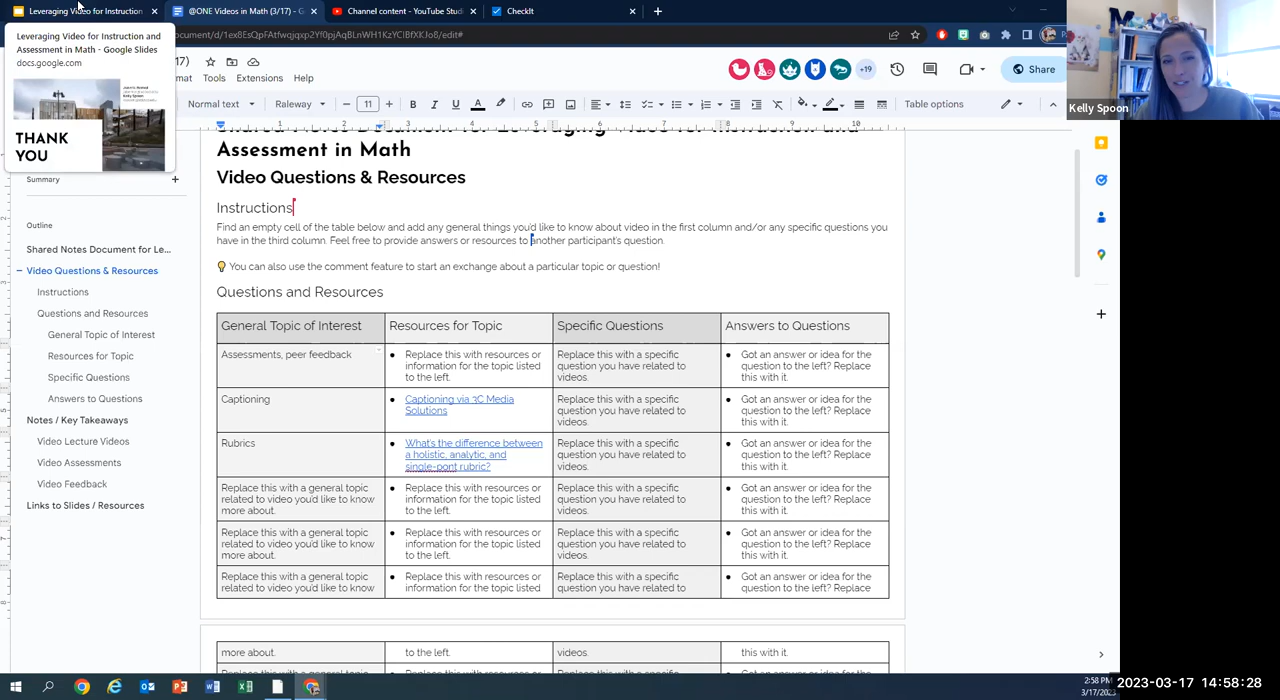 Leveraging Video for Instruction
@ONE Videos in Math (3/17) - G
Channel content - YouTube Stud
CheckIt
Leveraging Video for Instruction and
Assessment in Math - Google Slides
docs.google.com
THANK
YOU
ocument/d/1ex8EsQpFAtfwqjqxp2Yf0pjAqBLnWH1KzYClBfXKJo8/edit#
17)
mat Tools Extensions Help
+19
Share
Normal text
Raleway
11
Table options
Kelly Spoon
Summary
Outline
Shared Notes Document for Le...
Video Questions & Resources
Instructions
Questions and Resources
General Topic of Interest
Resources for Topic
Specific Questions
Answers to Questions
Notes / Key Takeaways
Video Lecture Videos
Video Assessments
Video Feedback
Links to Slides / Resources
Assessment in Math
Video Questions & Resources
Instructions
Find an empty cell of the table below and add any general things you'd like to know about video in the first column and/or any specific questions you
have in the third column. Feel free to provide answers or resources to another participant's question.
You can also use the comment feature to start an exchange about a particular topic or question!
Questions and Resources
General Topic of Interest Resources for Topic Specific Questions Answers to Questions
Assessments, peer feedback
Replace this with resources or
information for the topic listed
to the left.
Replace this with a specific
question you have related to
videos.
Got an answer or idea for the
question to the left? Replace
this with it.
Captioning
Captioning via 3C Media
Solutions
Replace this with a specific
question you have related to
videos.
Got an answer or idea for the
question to the left? Replace
this with it.
Rubrics
What's the difference between
a holistic, analytic, and
single-pont rubric?
Replace this with a specific
question you have related to
videos.
Got an answer or idea for the
question to the left? Replace
this with it.
Replace this with a general topic
related to video you'd like to know
more about.
Replace this with resources or
information for the topic listed
to the left.
Replace this with a specific
question you have related to
videos.
Got an answer or idea for the
question to the left? Replace
this with it.
Replace this with a general topic
related to video you'd like to know
more about.
Replace this with resources or
information for the topic listed
to the left.
Replace this with a specific
question you have related to
videos.
Got an answer or idea for the
question to the left? Replace
this with it.
Replace this with a general topic
related to video you'd like to know
Replace this with resources or
information for the topic listed
Replace this with a specific
question you have related to
Got an answer or idea for the
question to the left? Replace
more about.
to the left.
videos.
this with it.
2:58 PM
3/17/2023
2023-03-17 14:58:28